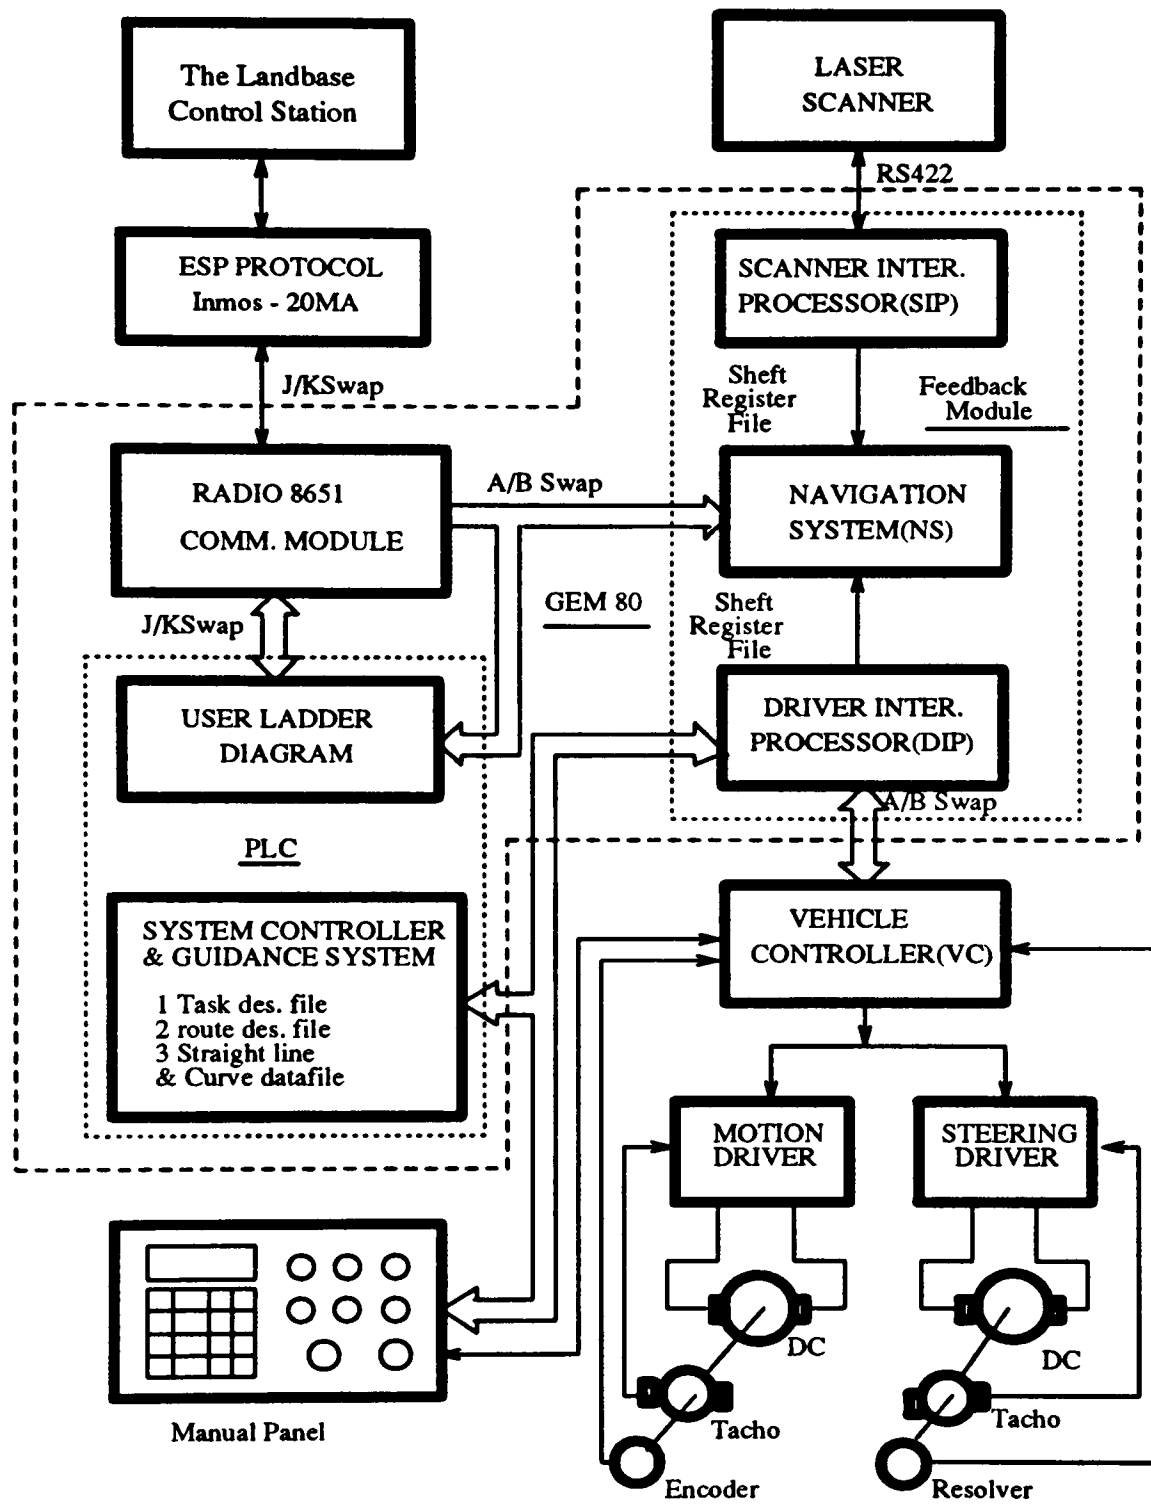 The Landbase
Control Station
LASER
SCANNER
RS422
ESP PROTOCOL
Inmos - 20MA
SCANNER INTER.
PROCESSOR(SIP)
J/KSwap
Sheft
Register
File
Feedback
Module
RADIO 8651
COMM. MODULE
A/B Swap
NAVIGATION
SYSTEM(NS)
GEM 80
J/KSwap
Sheft
Register
File
USER LADDER
DIAGRAM
DRIVER INTER.
PROCESSOR(DIP)
A/B Swap
PLC
SYSTEM CONTROLLER
& GUIDANCE SYSTEM
1 Task des. file
2 route des. file
3 Straight line
& Curve datafile
VEHICLE
CONTROLLER(VC)
MOTION
DRIVER
STEERING
DRIVER
DC
DC
Tacho
Tacho
Manual Panel
Encoder
Resolver